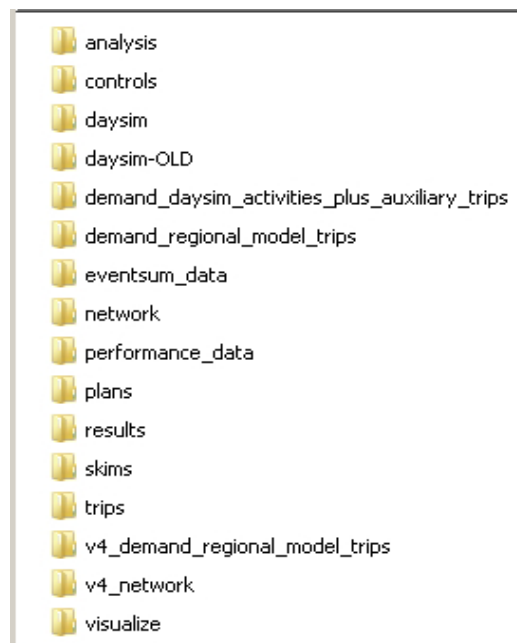 analysis
controls
daysim
daysim-OLD
demand_daysim_activities_plus_auxiliary_trips
demand_regional_model_trips
eventsum_data
network
performance_data
plans
results
skims
trips
v4_demand_regional_model_trips
v4_network
visualize